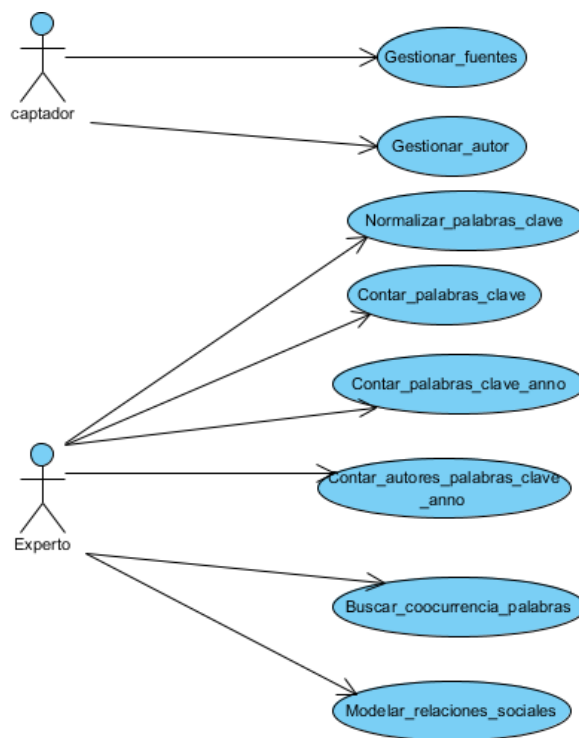 Gestionar_fuentes
captador
Gestionar_autor
Normalizar_palabras_clave
Contar_palabras_clave
Contar_palabras_clave_anno
Contar_autores_palabras_clave
_anno
Experto
Buscar_coocurrencia_palabras
Modelar_relaciones_sociales